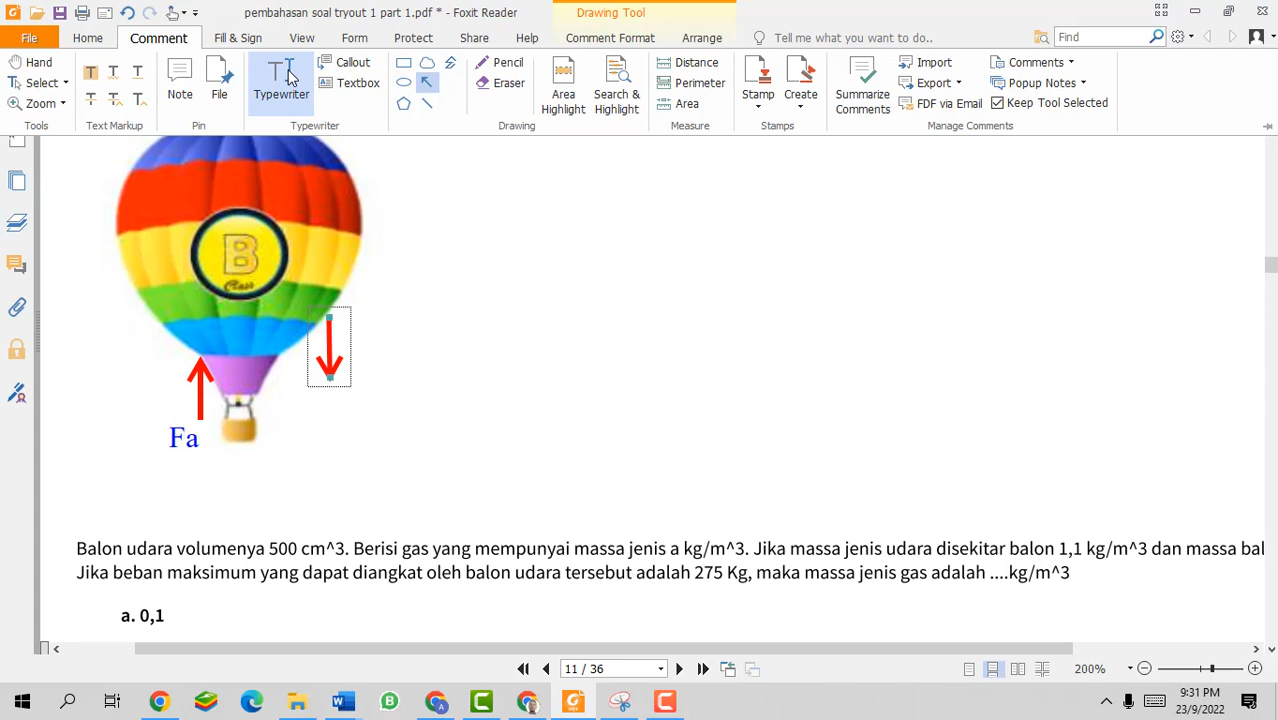 pembahasan soal tryout 1 part 1.pdf * - Foxit Reader
Drawing Tool
File Home Comment Fill & Sign View Form Protect Share Help Comment Format Arrange Tell me what you want to do.. Find
Hand
Select
Zoom
Tools
Text Markup
Note
File
Pin
Typewriter
Callout
Textbox
Typewriter
Pencil
Eraser
Area Highlight
Search & Highlight
Drawing
Distance
Perimeter
Area
Measure
Stamp
Create
Stamps
Summarize Comments
Import
Export
FDF via Email
Comments
Popup Notes
Keep Tool Selected
Manage Comments
B
Class
Fa
Balon udara volumenya 500 cm^3. Berisi gas yang mempunyai massa jenis a kg/m^3. Jika massa jenis udara disekitar balon 1,1 kg/m^3 dan massa bal
Jika beban maksimum yang dapat diangkat oleh balon udara tersebut adalah 275 Kg, maka massa jenis gas adalah ....kg/m^3
a. 0,1
11 / 36
200%
9:31 PM
23/9/2022